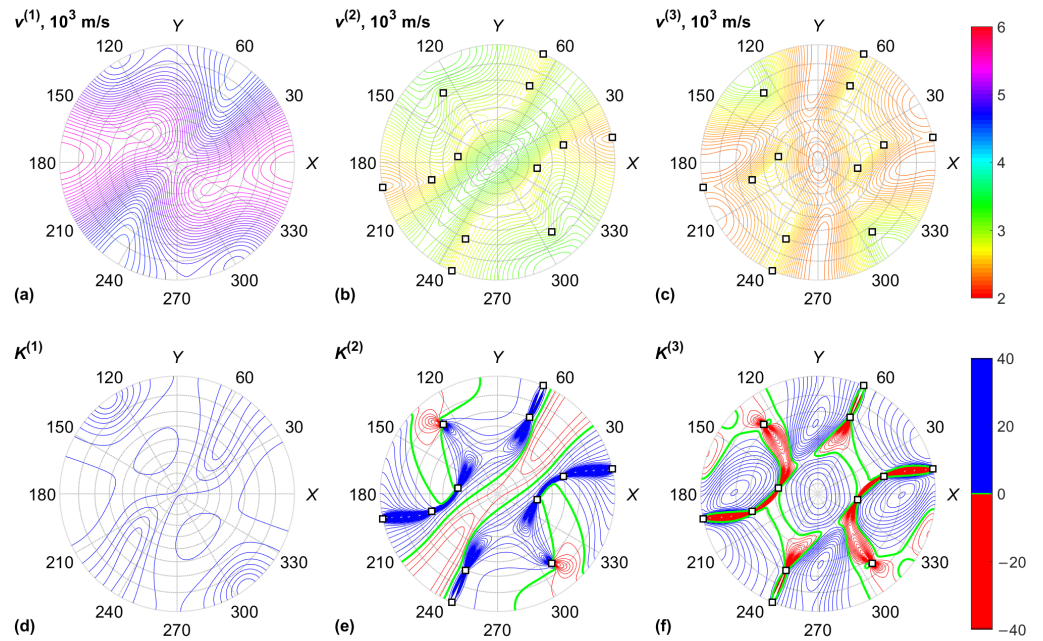 v(1), 10³ m/s
Y
120 60
150 30
180 X
210 330
240 300
270
(a)
v(2), 10³ m/s
Y
120 60
150 30
180 X
210 330
240 300
270
(b)
v(3), 10³ m/s
Y
120 60
150 30
180 X
210 330
240 300
270
(c)
6
5
4
3
2
K(1)
Y
120 60
150 30
180 X
210 330
240 300
270
(d)
K(2)
Y
120 60
150 30
180 X
210 330
240 300
270
(e)
K(3)
Y
120 60
150 30
180 X
210 330
240 300
270
(f)
40
20
0
−20
−40